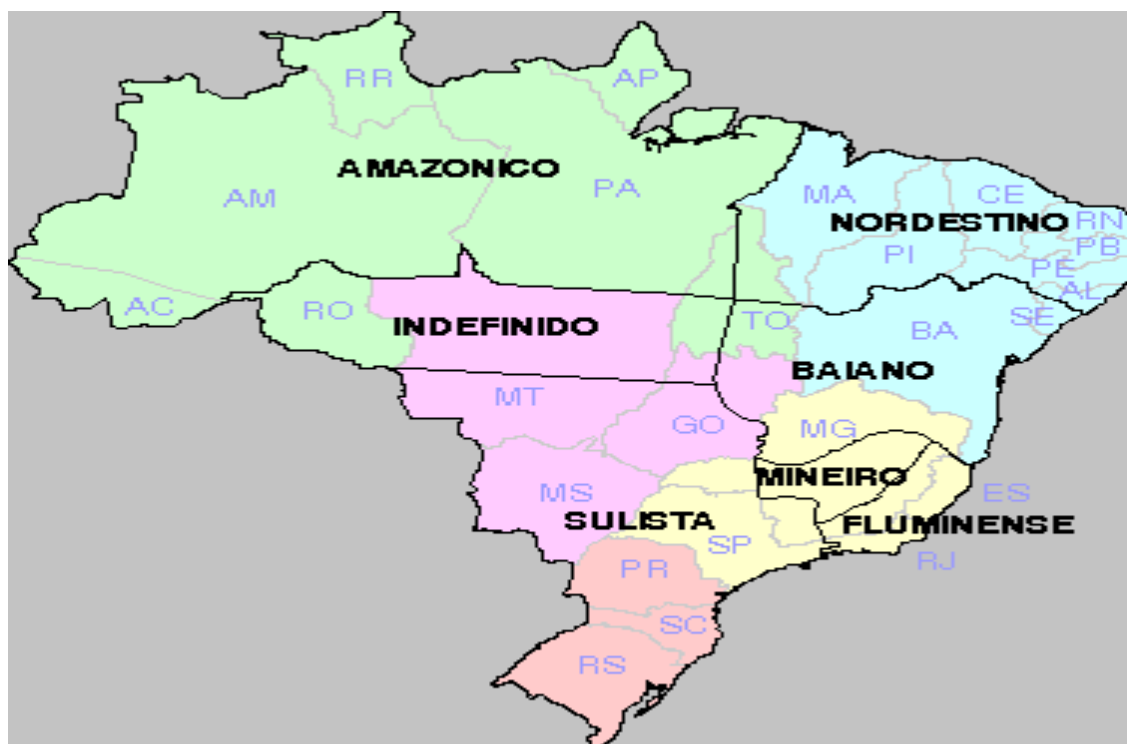 RR
AP
AMAZONICO
PA
AM
MA
CE
NORDESTINO
RN
PB
PI
PE
AL
AC
RO
INDEFINIDO
TO
BA
SE
BAIANO
MT
GO
MG
MINEIRO
MS
ES
SULISTA
FLUMINENSE
SP
RJ
PR
SC
RS